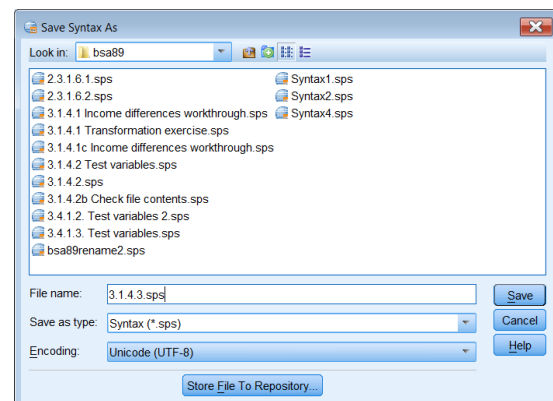 Save Syntax As
Look in: bsa89
2.3.1.6.1.sps
2.3.1.6.2.sps
3.1.4.1 Income differences workthrough.sps
3.1.4.1 Transformation exercise.sps
3.1.4.1c Income differences workthrough.sps
3.1.4.2 Test variables.sps
3.1.4.2.sps
3.1.4.2b Check file contents.sps
3.4.1.2. Test variables 2.sps
3.4.1.3. Test variables.sps
bsa89rename2.sps
Syntax1.sps
Syntax2.sps
Syntax4.sps
File name: 3.1.4.3.sps
Save
Save as type: Syntax (*.sps)
Cancel
Encoding: Unicode (UTF-8)
Help
Store File To Repository...